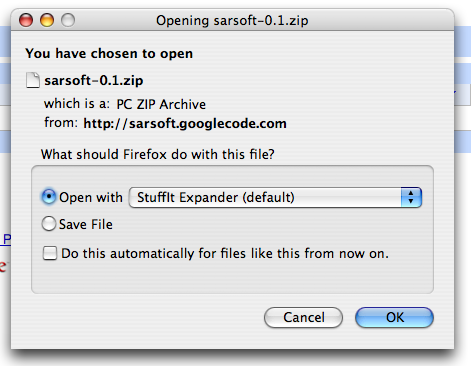 Opening sarsoft-0.1.zip
You have chosen to open
sarsoft-0.1.zip
which is a: PC ZIP Archive
from: http://sarsoft.googlecode.com
What should Firefox do with this file?
Open with StuffIt Expander (default)
Save File
Do this automatically for files like this from now on.
Cancel OK
P
e